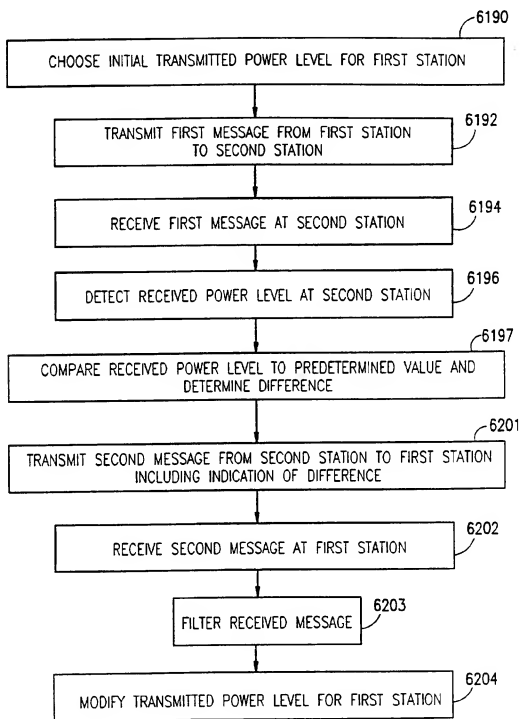 6190
CHOOSE INITIAL TRANSMITTED POWER LEVEL FOR FIRST STATION
6192
TRANSMIT FIRST MESSAGE FROM FIRST STATION
TO SECOND STATION
6194
RECEIVE FIRST MESSAGE AT SECOND STATION
6196
DETECT RECEIVED POWER LEVEL AT SECOND STATION
6197
COMPARE RECEIVED POWER LEVEL TO PREDETERMINED VALUE AND
DETERMINE DIFFERENCE
6201
TRANSMIT SECOND MESSAGE FROM SECOND STATION TO FIRST STATION
INCLUDING INDICATION OF DIFFERENCE
6202
RECEIVE SECOND MESSAGE AT FIRST STATION
6203
FILTER RECEIVED MESSAGE
6204
MODIFY TRANSMITTED POWER LEVEL FOR FIRST STATION